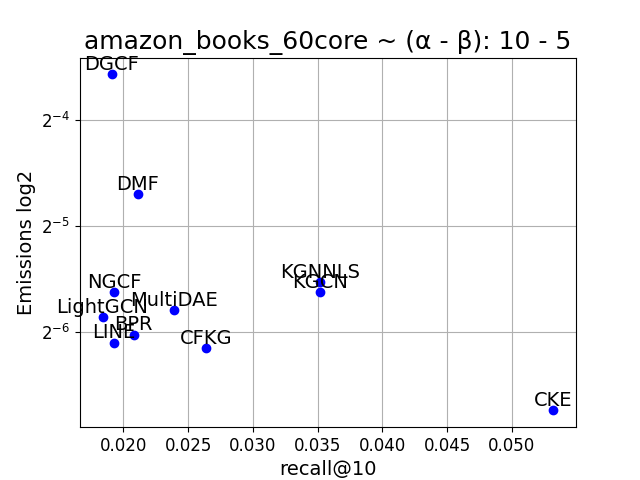 amazon_books_60core ~ (α - β): 10 - 5
DGCF
2⁻⁴
DMF
2⁻⁵
Emissions log2
KGNNLS
NGCF
KGCN
MultiDAE
LightGCN
BPR
2⁻⁶
LINE
CFKG
CKE
0.020 0.025 0.030 0.035 0.040 0.045 0.050
recall@10